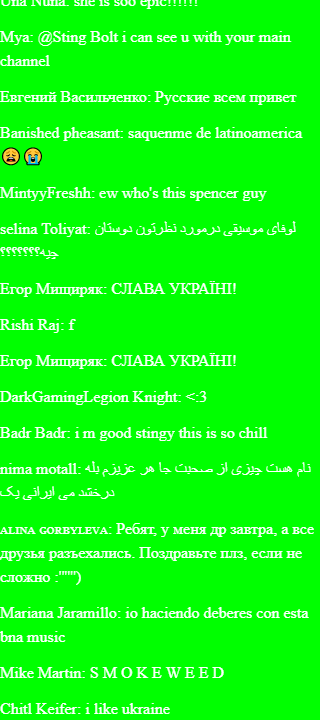 Una Nuna: she is soo epic!!!!!!
Mya: @Sting Bolt i can see u with your main
channel
Евгений Васильченко: Русские всем привет
Banished pheasant: saquenme de latinoamerica
😩😭
MintyyFreshh: ew who's this spencer guy
selina Toliyat: لوفای موسیقی درمورد نظرتون دوستان
چیه؟؟؟؟؟؟؟
Егор Мищиряк: СЛАВА УКРАЇНІ!
Rishi Raj: f
Егор Мищиряк: СЛАВА УКРАЇНІ!
DarkGamingLegion Knight: <:3
Badr Badr: i m good stingy this is so chill
nima motall: نام هست چیزی از صحبت جا هر عزیزم بله
درخشد می ایرانی یک
ᴀʟɪɴᴀ ɢᴏʀʙʏʟᴇᴠᴀ: Ребят, у меня др завтра, а все
друзья разъехались. Поздравьте плз, если не
сложно :""")
Mariana Jaramillo: io haciendo deberes con esta
bna music
Mike Martin: S M O K E W E E D
Chitl Keifer: i like ukraine